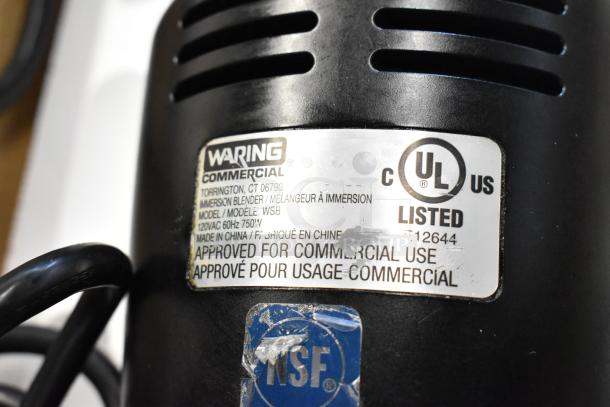 WARING
COMMERCIAL
TORRINGTON, CT 06790
IMMERSION BLENDER / MÉLANGEUR À IMMERSION
MODEL / MODÈLE: WSB
120VAC 60Hz 750W
MADE IN CHINA / FABRIQUÉ EN CHINE
APPROVED FOR COMMERCIAL USE
APPROVÉ POUR USAGE COMMERCIAL
C UL ® US
LISTED
12644
NSF®